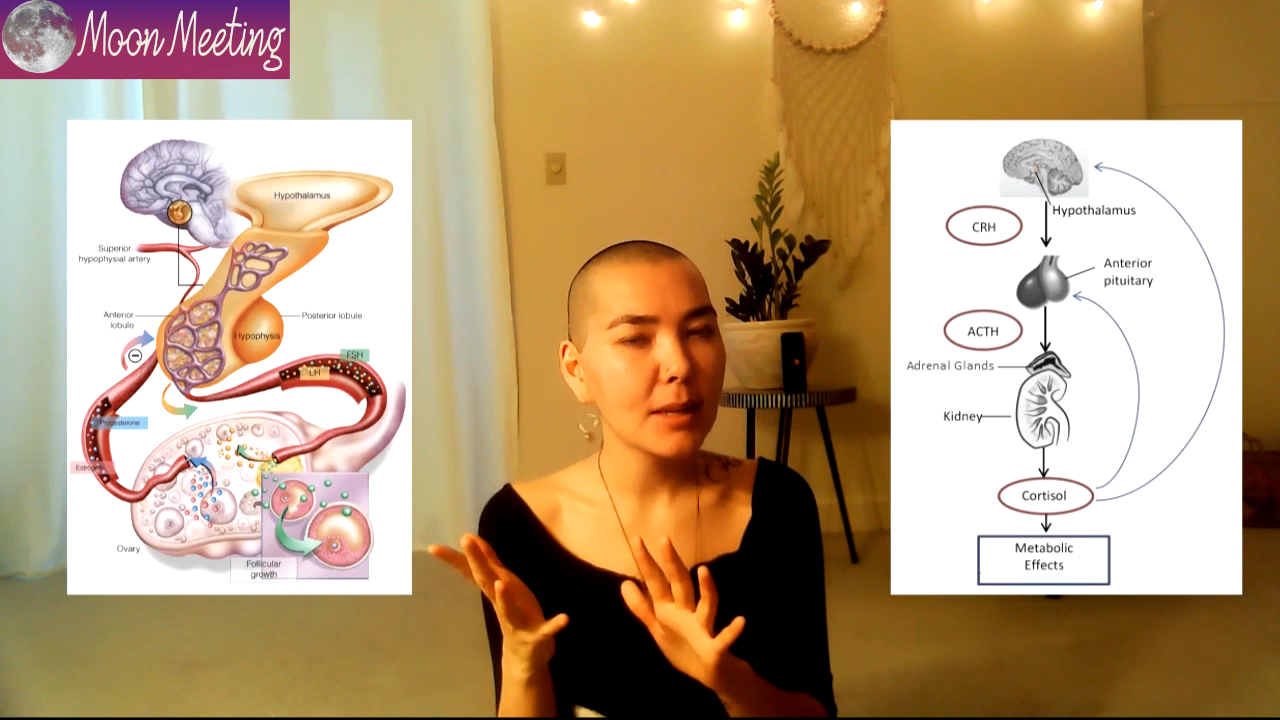 Moon Meeting
Hypothalamus
Superior
hypophysial artery
Anterior
lobule
Posterior lobule
Hypophysis
FSH
LH
Progesterone
Estrogen
Ovary
Follicular
growth
Hypothalamus
CRH
Anterior
pituitary
ACTH
Adrenal Glands
Kidney
Cortisol
Metabolic
Effects